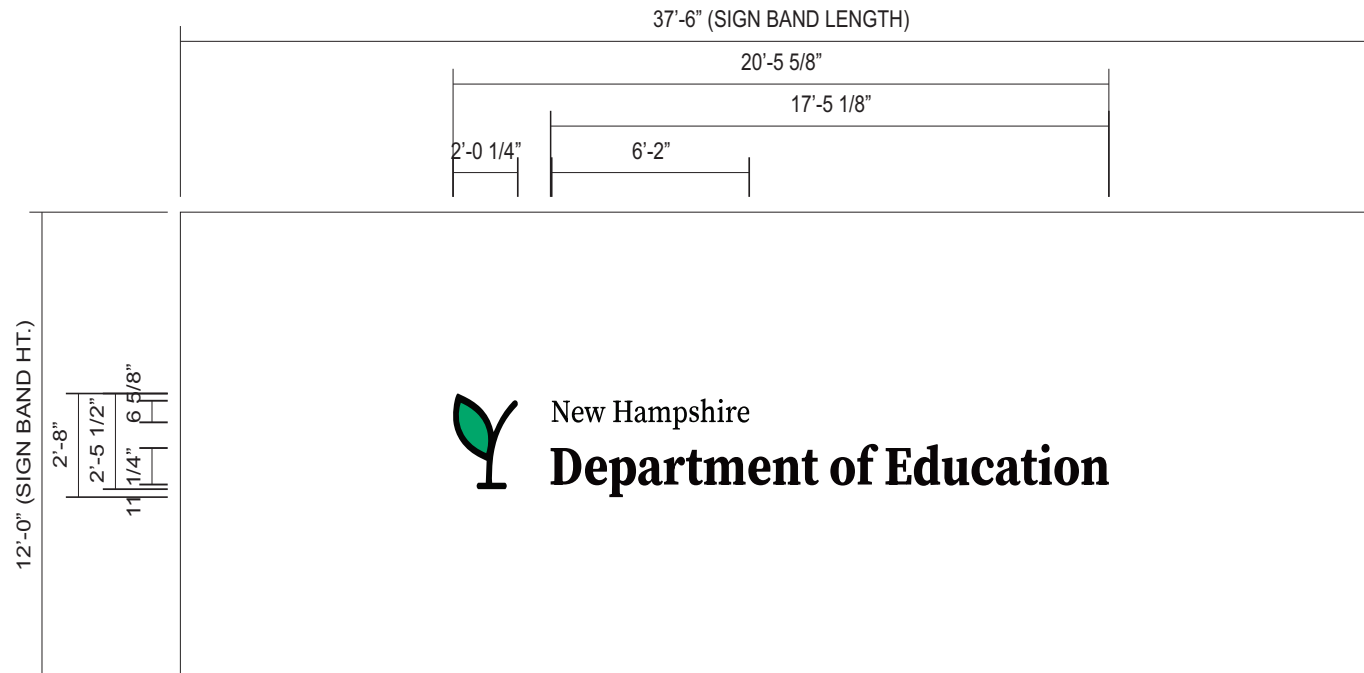 37’-6” (SIGN BAND LENGTH)
20’-5 5/8”
17’-5 1/8”
2’-0 1/4”
6’-2”
12’-0” (SIGN BAND HT.)
2’-8”
2’-5 1/2”
6 5/8”
11 1/4”
New Hampshire
Department of Education